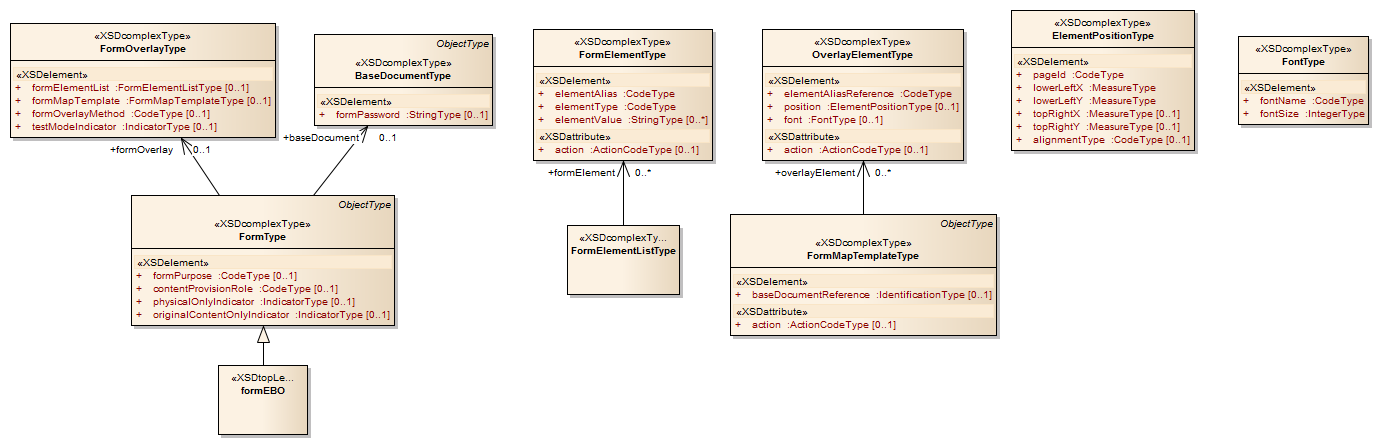 «XSDcomplexType»
FormOverlayType
«XSDelement»
+ formElementList :FormElementListType [0..1]
+ formMapTemplate :FormMapTemplateType [0..1]
+ formOverlayMethod :CodeType [0..1]
+ testModeIndicator :IndicatorType [0..1]
ObjectType
«XSDcomplexType»
BaseDocumentType
«XSDelement»
+ formPassword :StringType [0..1]
+formOverlay 0..1
+baseDocument 0..1
ObjectType
«XSDcomplexType»
FormType
«XSDelement»
+ formPurpose :CodeType [0..1]
+ contentProvisionRole :CodeType [0..1]
+ physicalOnlyIndicator :IndicatorType [0..1]
+ originalContentOnlyIndicator :IndicatorType [0..1]
«XSDtopLe...
formEBO
«XSDcomplexType»
FormElementType
«XSDelement»
+ elementAlias :CodeType
+ elementType :CodeType
+ elementValue :StringType [0..*]
«XSDattribute»
+ action :ActionCodeType [0..1]
+formElement 0..*
«XSDcomplexTy...
FormElementListType
«XSDcomplexType»
OverlayElementType
«XSDelement»
+ elementAliasReference :CodeType
+ position :ElementPositionType [0..1]
+ font :FontType [0..1]
«XSDattribute»
+ action :ActionCodeType [0..1]
+overlayElement 0..*
ObjectType
«XSDcomplexType»
FormMapTemplateType
«XSDelement»
+ baseDocumentReference :IdentificationType [0..1]
«XSDattribute»
+ action :ActionCodeType [0..1]
«XSDcomplexType»
ElementPositionType
«XSDelement»
+ pageId :CodeType
+ lowerLeftX :MeasureType
+ lowerLeftY :MeasureType
+ topRightX :MeasureType [0..1]
+ topRightY :MeasureType [0..1]
+ alignmentType :CodeType [0..1]
«XSDcomplexType»
FontType
«XSDelement»
+ fontName :CodeType
+ fontSize :IntegerType